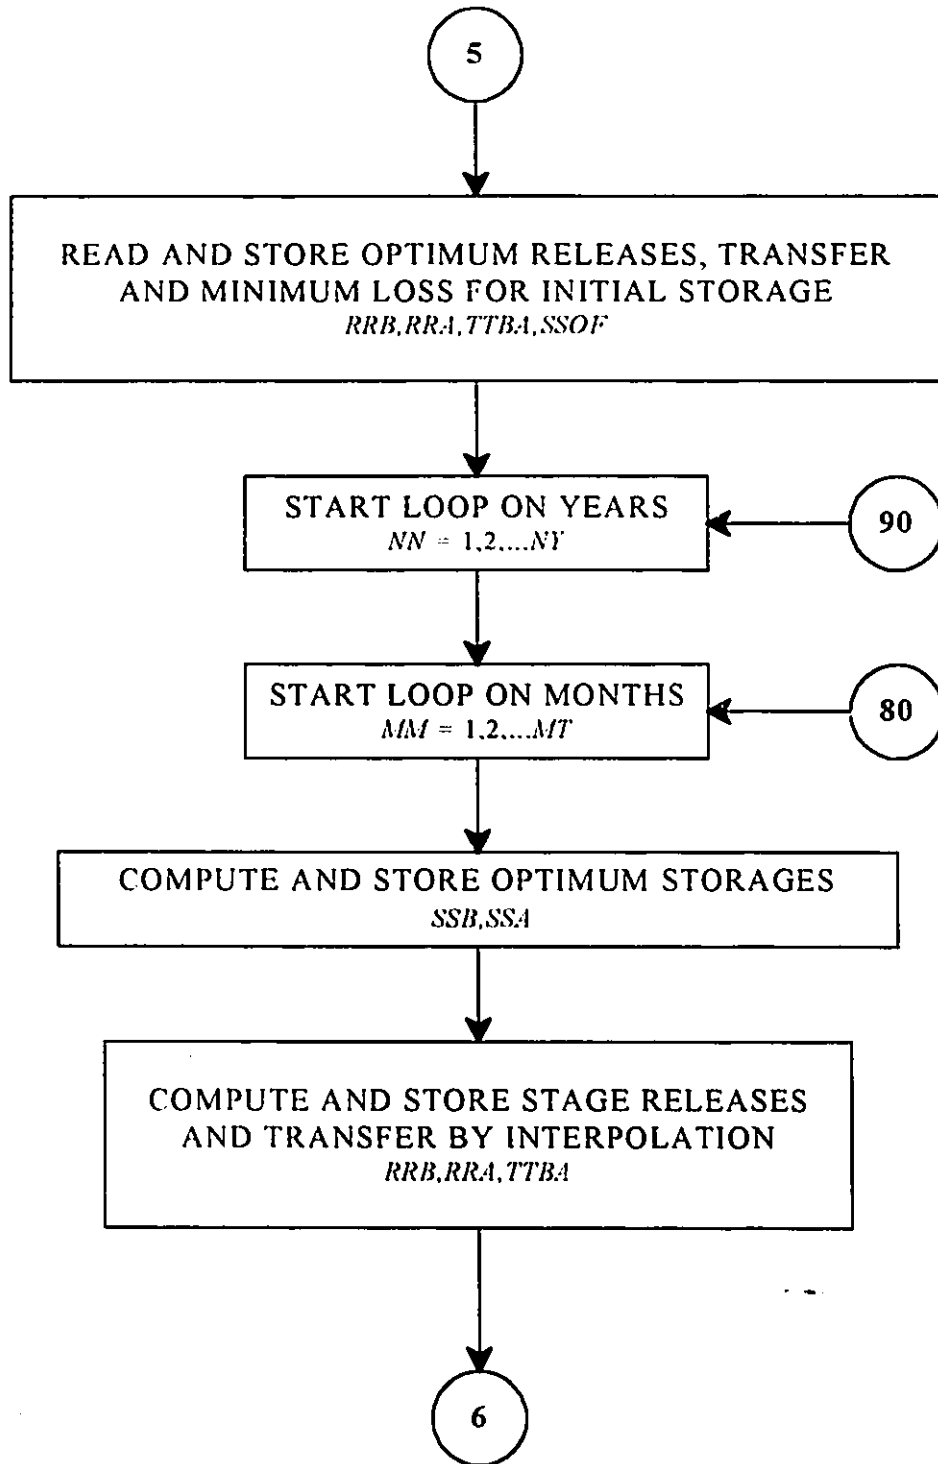 5
READ AND STORE OPTIMUM RELEASES, TRANSFER
AND MINIMUM LOSS FOR INITIAL STORAGE
RRB,RRA,TTBA,SSOF
START LOOP ON YEARS
NN = 1,2,...NY
90
START LOOP ON MONTHS
MM = 1,2,...MT
80
COMPUTE AND STORE OPTIMUM STORAGES
SSB,SSA
COMPUTE AND STORE STAGE RELEASES
AND TRANSFER BY INTERPOLATION
RRB,RRA,TTBA
6